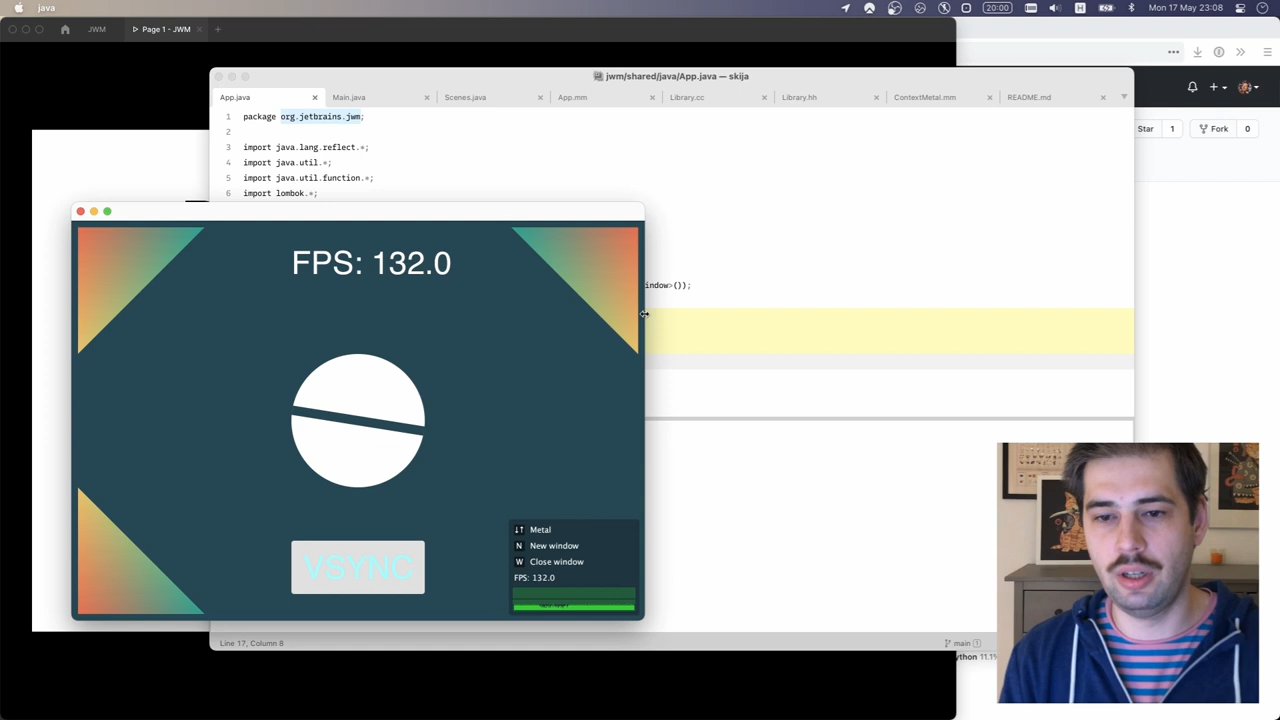 java
20:00
H
Mon 17 May 23:08
JWM
Page 1 - JWM
jwm/shared/java/App.java — skija
App.java
Main.java
Scenes.java
App.mm
Library.cc
Library.hh
ContextMetal.mm
README.md
1 package org.jetbrains.jwm;
2
3 import java.lang.reflect.*;
4 import java.util.*;
5 import java.util.function.*;
6 import lombok.*;
Star 1
Fork 0
indow>());
FPS: 132.0
VSYNC
↓↑ Metal
N New window
W Close window
FPS: 132.0
Line 17, Column 8
main 1
ython 11.1%